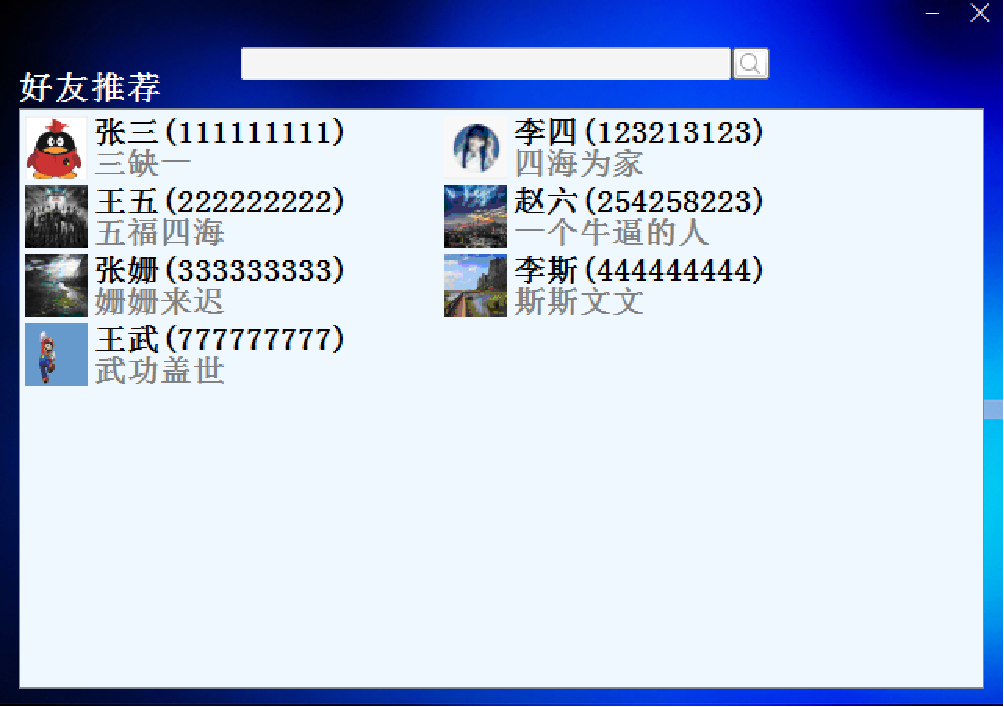 好友推荐
张三(111111111)
三缺一
李四(123213123)
四海为家
王五(222222222)
五福四海
赵六(254258223)
一个牛逼的人
张姗(333333333)
姗姗来迟
李斯(444444444)
斯斯文文
王武(777777777)
武功盖世